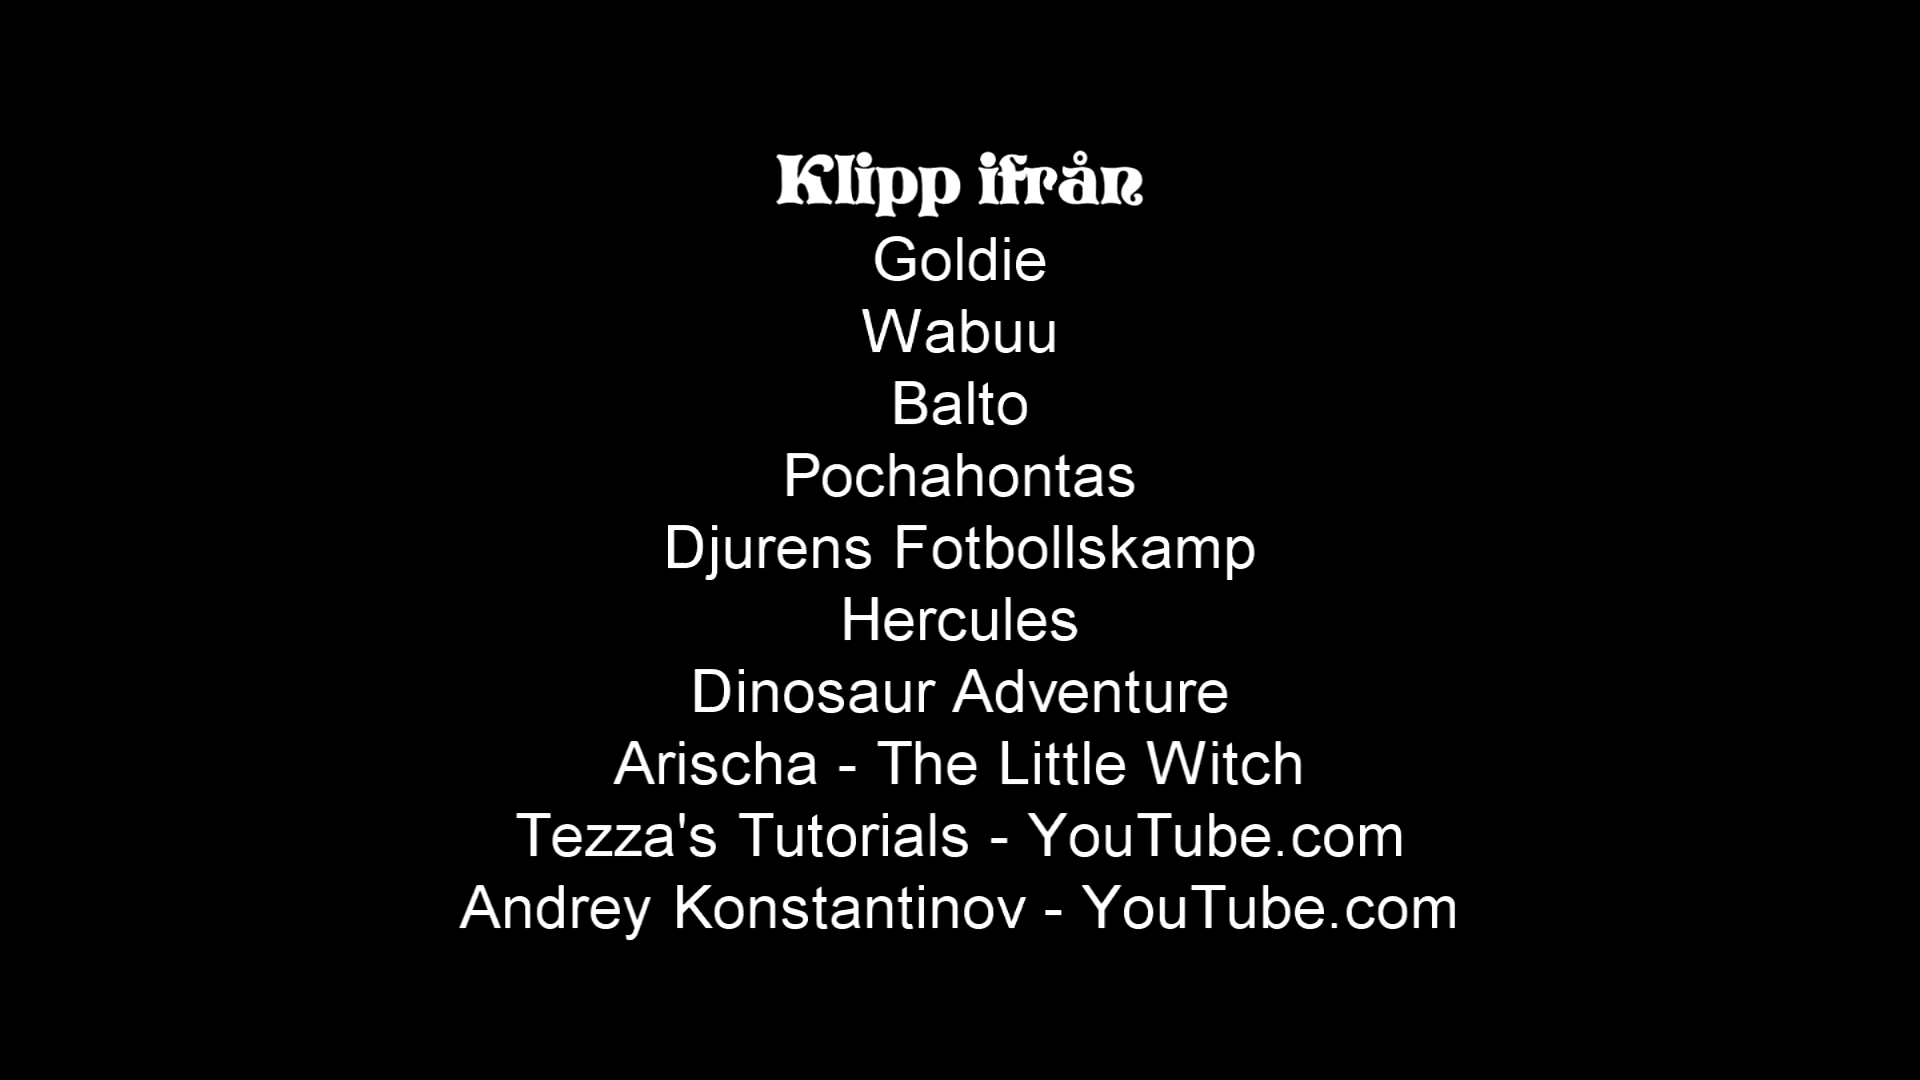 Klipp ifrån
Goldie
Wabuu
Balto
Pochahontas
Djurens Fotbollskamp
Hercules
Dinosaur Adventure
Arischa - The Little Witch
Tezza's Tutorials - YouTube.com
Andrey Konstantinov - YouTube.com